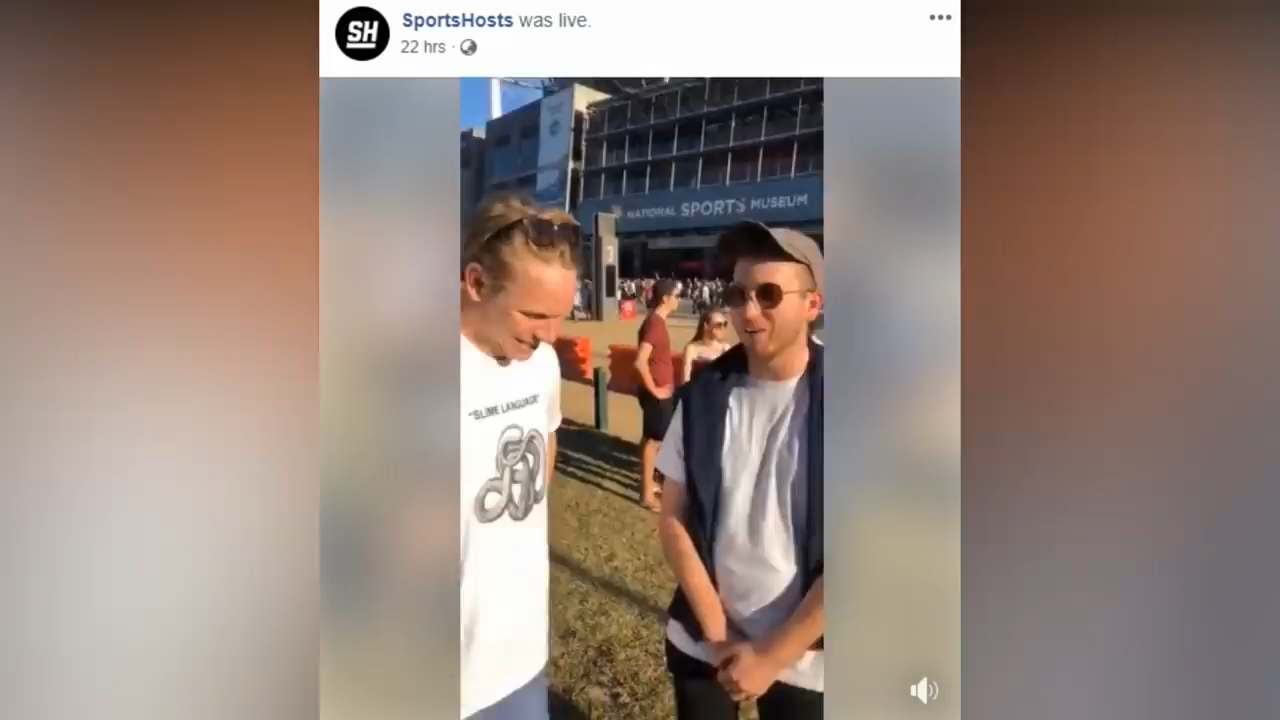 SH
SportsHosts was live.
22 hrs ·
NATIONAL SPORTS MUSEUM
"SLIME LANGUAGE"